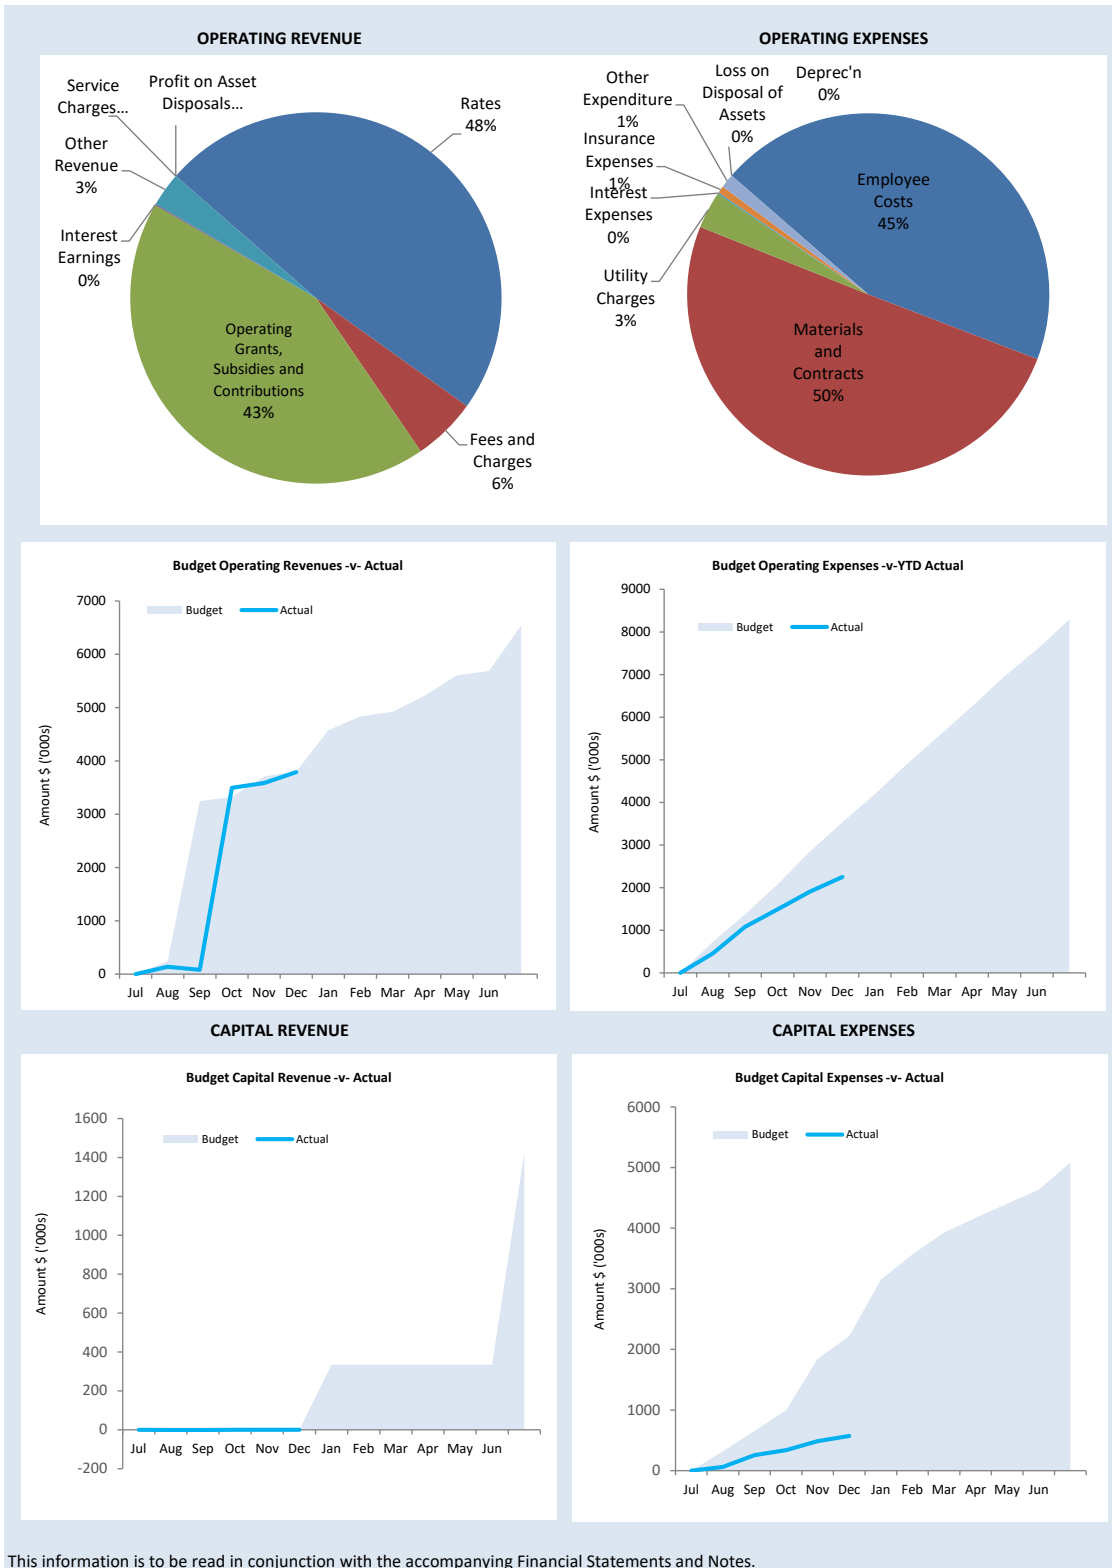 OPERATING REVENUE
OPERATING EXPENSES
Service
Charges...
Profit on Asset
Disposals...
Rates
48%
Other
Revenue
3%
Interest
Earnings
0%
Operating
Grants,
Subsidies and
Contributions
43%
Fees and
Charges
6%
Other
Expenditure
1%
Loss on
Disposal of
Assets
0%
Deprec'n
0%
Insurance
Expenses
1%
Interest
Expenses
0%
Utility
Charges
3%
Employee
Costs
45%
Materials
and
Contracts
50%
Budget Operating Revenues -v- Actual
Budget Actual
Amount $ ('000s)
7000
6000
5000
4000
3000
2000
1000
0
Jul Aug Sep Oct Nov Dec Jan Feb Mar Apr May Jun
Budget Operating Expenses -v-YTD Actual
Budget Actual
Amount $ ('000s)
9000
8000
7000
6000
5000
4000
3000
2000
1000
0
Jul Aug Sep Oct Nov Dec Jan Feb Mar Apr May Jun
CAPITAL REVENUE
CAPITAL EXPENSES
Budget Capital Revenue -v- Actual
Budget Actual
Amount $ ('000s)
1600
1400
1200
1000
800
600
400
200
0
-200
Jul Aug Sep Oct Nov Dec Jan Feb Mar Apr May Jun
Budget Capital Expenses -v- Actual
Budget Actual
Amount $ ('000s)
6000
5000
4000
3000
2000
1000
0
Jul Aug Sep Oct Nov Dec Jan Feb Mar Apr May Jun
This information is to be read in conjunction with the accompanying Financial Statements and Notes.